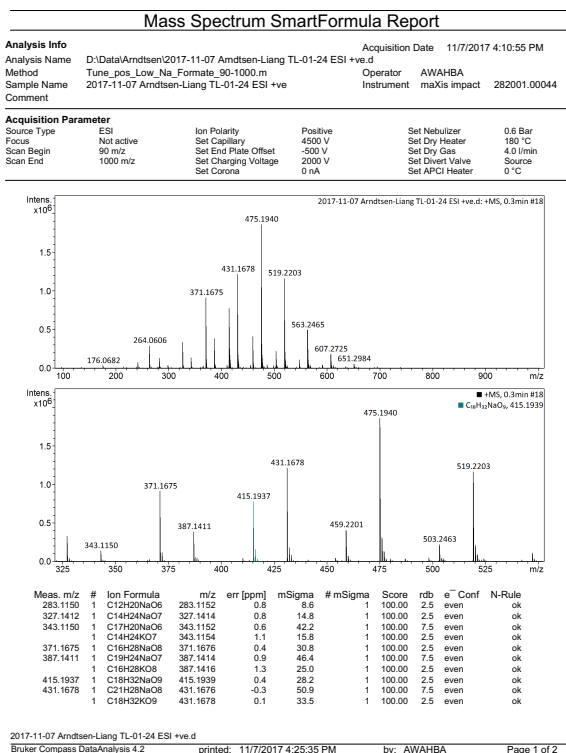 Mass Spectrum SmartFormula Report
Analysis Info Acquisition Date 11/7/2017 4:10:55 PM
Analysis Name D:\Data\Arndtsen\2017-11-07 Arndtsen-Liang TL-01-24 ESI +ve.d
Method Tune_pos_Low_Na_Formate_90-1000.m Operator AWAHBA
Sample Name 2017-11-07 Arndtsen-Liang TL-01-24 ESI +ve Instrument maXis impact 282001.00044
Comment
Acquisition Parameter
Source Type ESI Ion Polarity Positive Set Nebulizer 0.6 Bar
Focus Not active Set Capillary 4500 V Set Dry Heater 180 °C
Scan Begin 90 m/z Set End Plate Offset -500 V Set Dry Gas 4.0 l/min
Scan End 1000 m/z Set Charging Voltage 2000 V Set Divert Valve Source
Set Corona 0 nA Set APCI Heater 0 °C
Intens. 2017-11-07 Arndtsen-Liang TL-01-24 ESI +ve.d: +MS, 0.3min #18
x10⁶
475.1940
1.5
431.1678 519.2203
1.0
371.1675
0.5
563.2465
264.0606
607.2725
176.0682 651.2984
0.0
100 200 300 400 500 600 700 800 900 m/z
Intens. +MS, 0.3min #18
x10⁶ C₁₈H₃₂NaO₉, 415.1939
475.1940
1.5
431.1678 519.2203
1.0
371.1675
415.1937
0.5
387.1411 459.2201
343.1150 503.2463
0.0
325 350 375 400 425 450 475 500 525 m/z
Meas. m/z # Ion Formula m/z err [ppm] mSigma # mSigma Score rdb e⁻ Conf N-Rule
283.1150 1 C12H20NaO6 283.1152 0.8 8.6 1 100.00 2.5 even ok
327.1412 1 C14H24NaO7 327.1414 0.8 14.8 1 100.00 2.5 even ok
343.1150 1 C17H20NaO6 343.1152 0.6 42.2 1 100.00 7.5 even ok
1 C14H24KO7 343.1154 1.1 15.8 1 100.00 2.5 even ok
371.1675 1 C16H28NaO8 371.1676 0.4 30.8 1 100.00 2.5 even ok
387.1411 1 C19H24NaO7 387.1414 0.9 46.4 1 100.00 7.5 even ok
1 C16H28KO8 387.1416 1.3 25.0 1 100.00 2.5 even ok
415.1937 1 C18H32NaO9 415.1939 0.4 28.2 1 100.00 2.5 even ok
431.1678 1 C21H28NaO8 431.1676 -0.3 50.9 1 100.00 7.5 even ok
1 C18H32KO9 431.1678 0.1 33.5 1 100.00 2.5 even ok
2017-11-07 Arndtsen-Liang TL-01-24 ESI +ve.d
Bruker Compass DataAnalysis 4.2 printed: 11/7/2017 4:25:35 PM by: AWAHBA Page 1 of 2